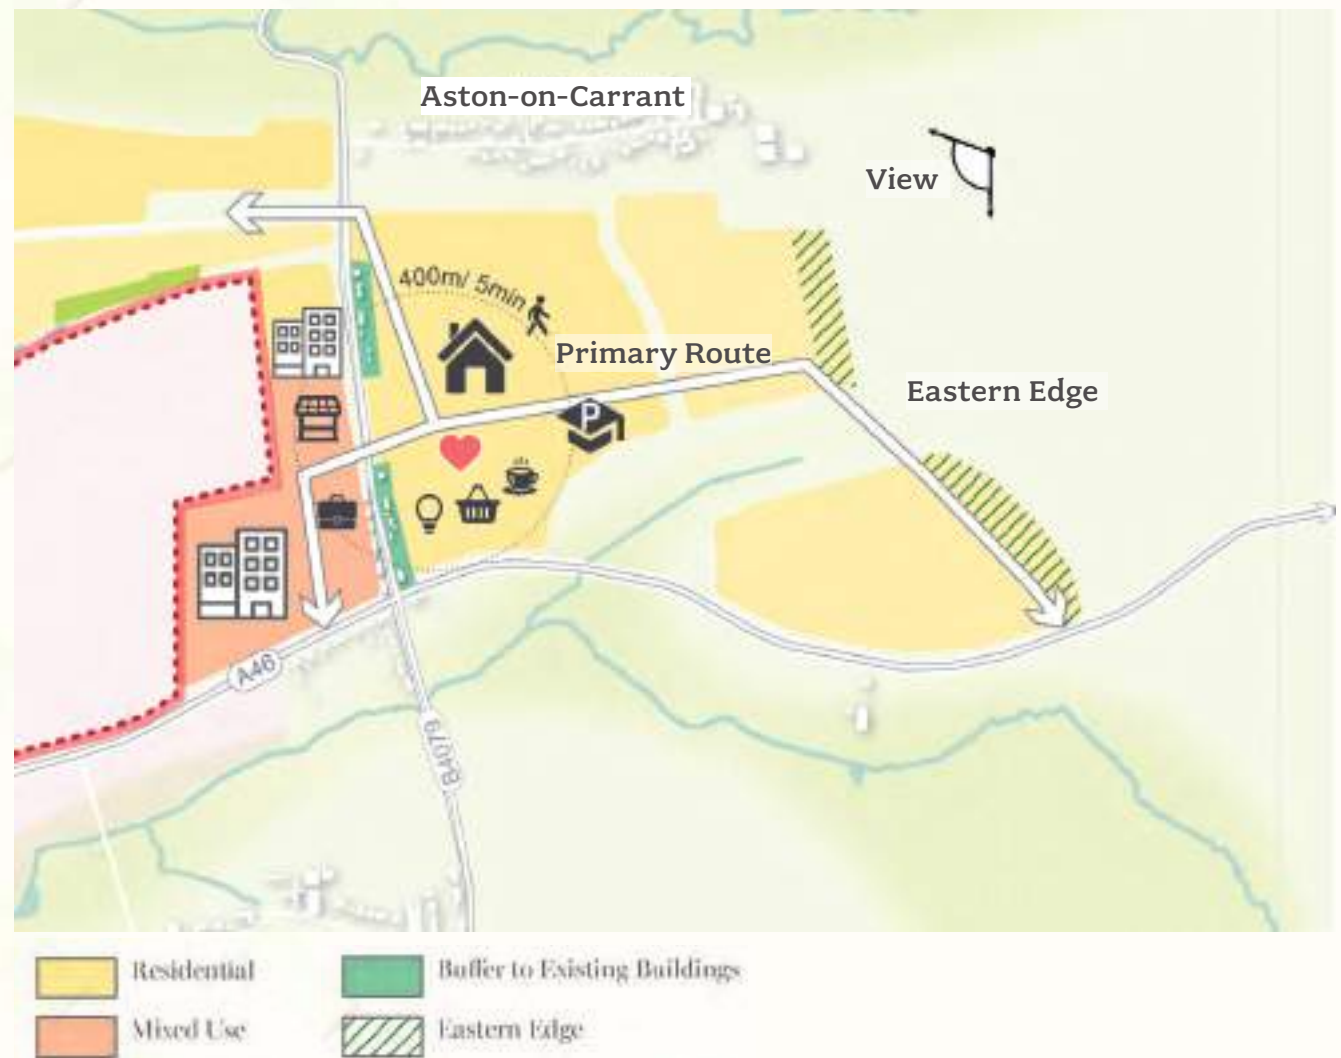 Aston-on-Carrant
View
400m/ 5min
Primary Route
P
Eastern Edge
A46
B4079
Residential
Buffer to Existing Buildings
Mixed Use
Eastern Edge